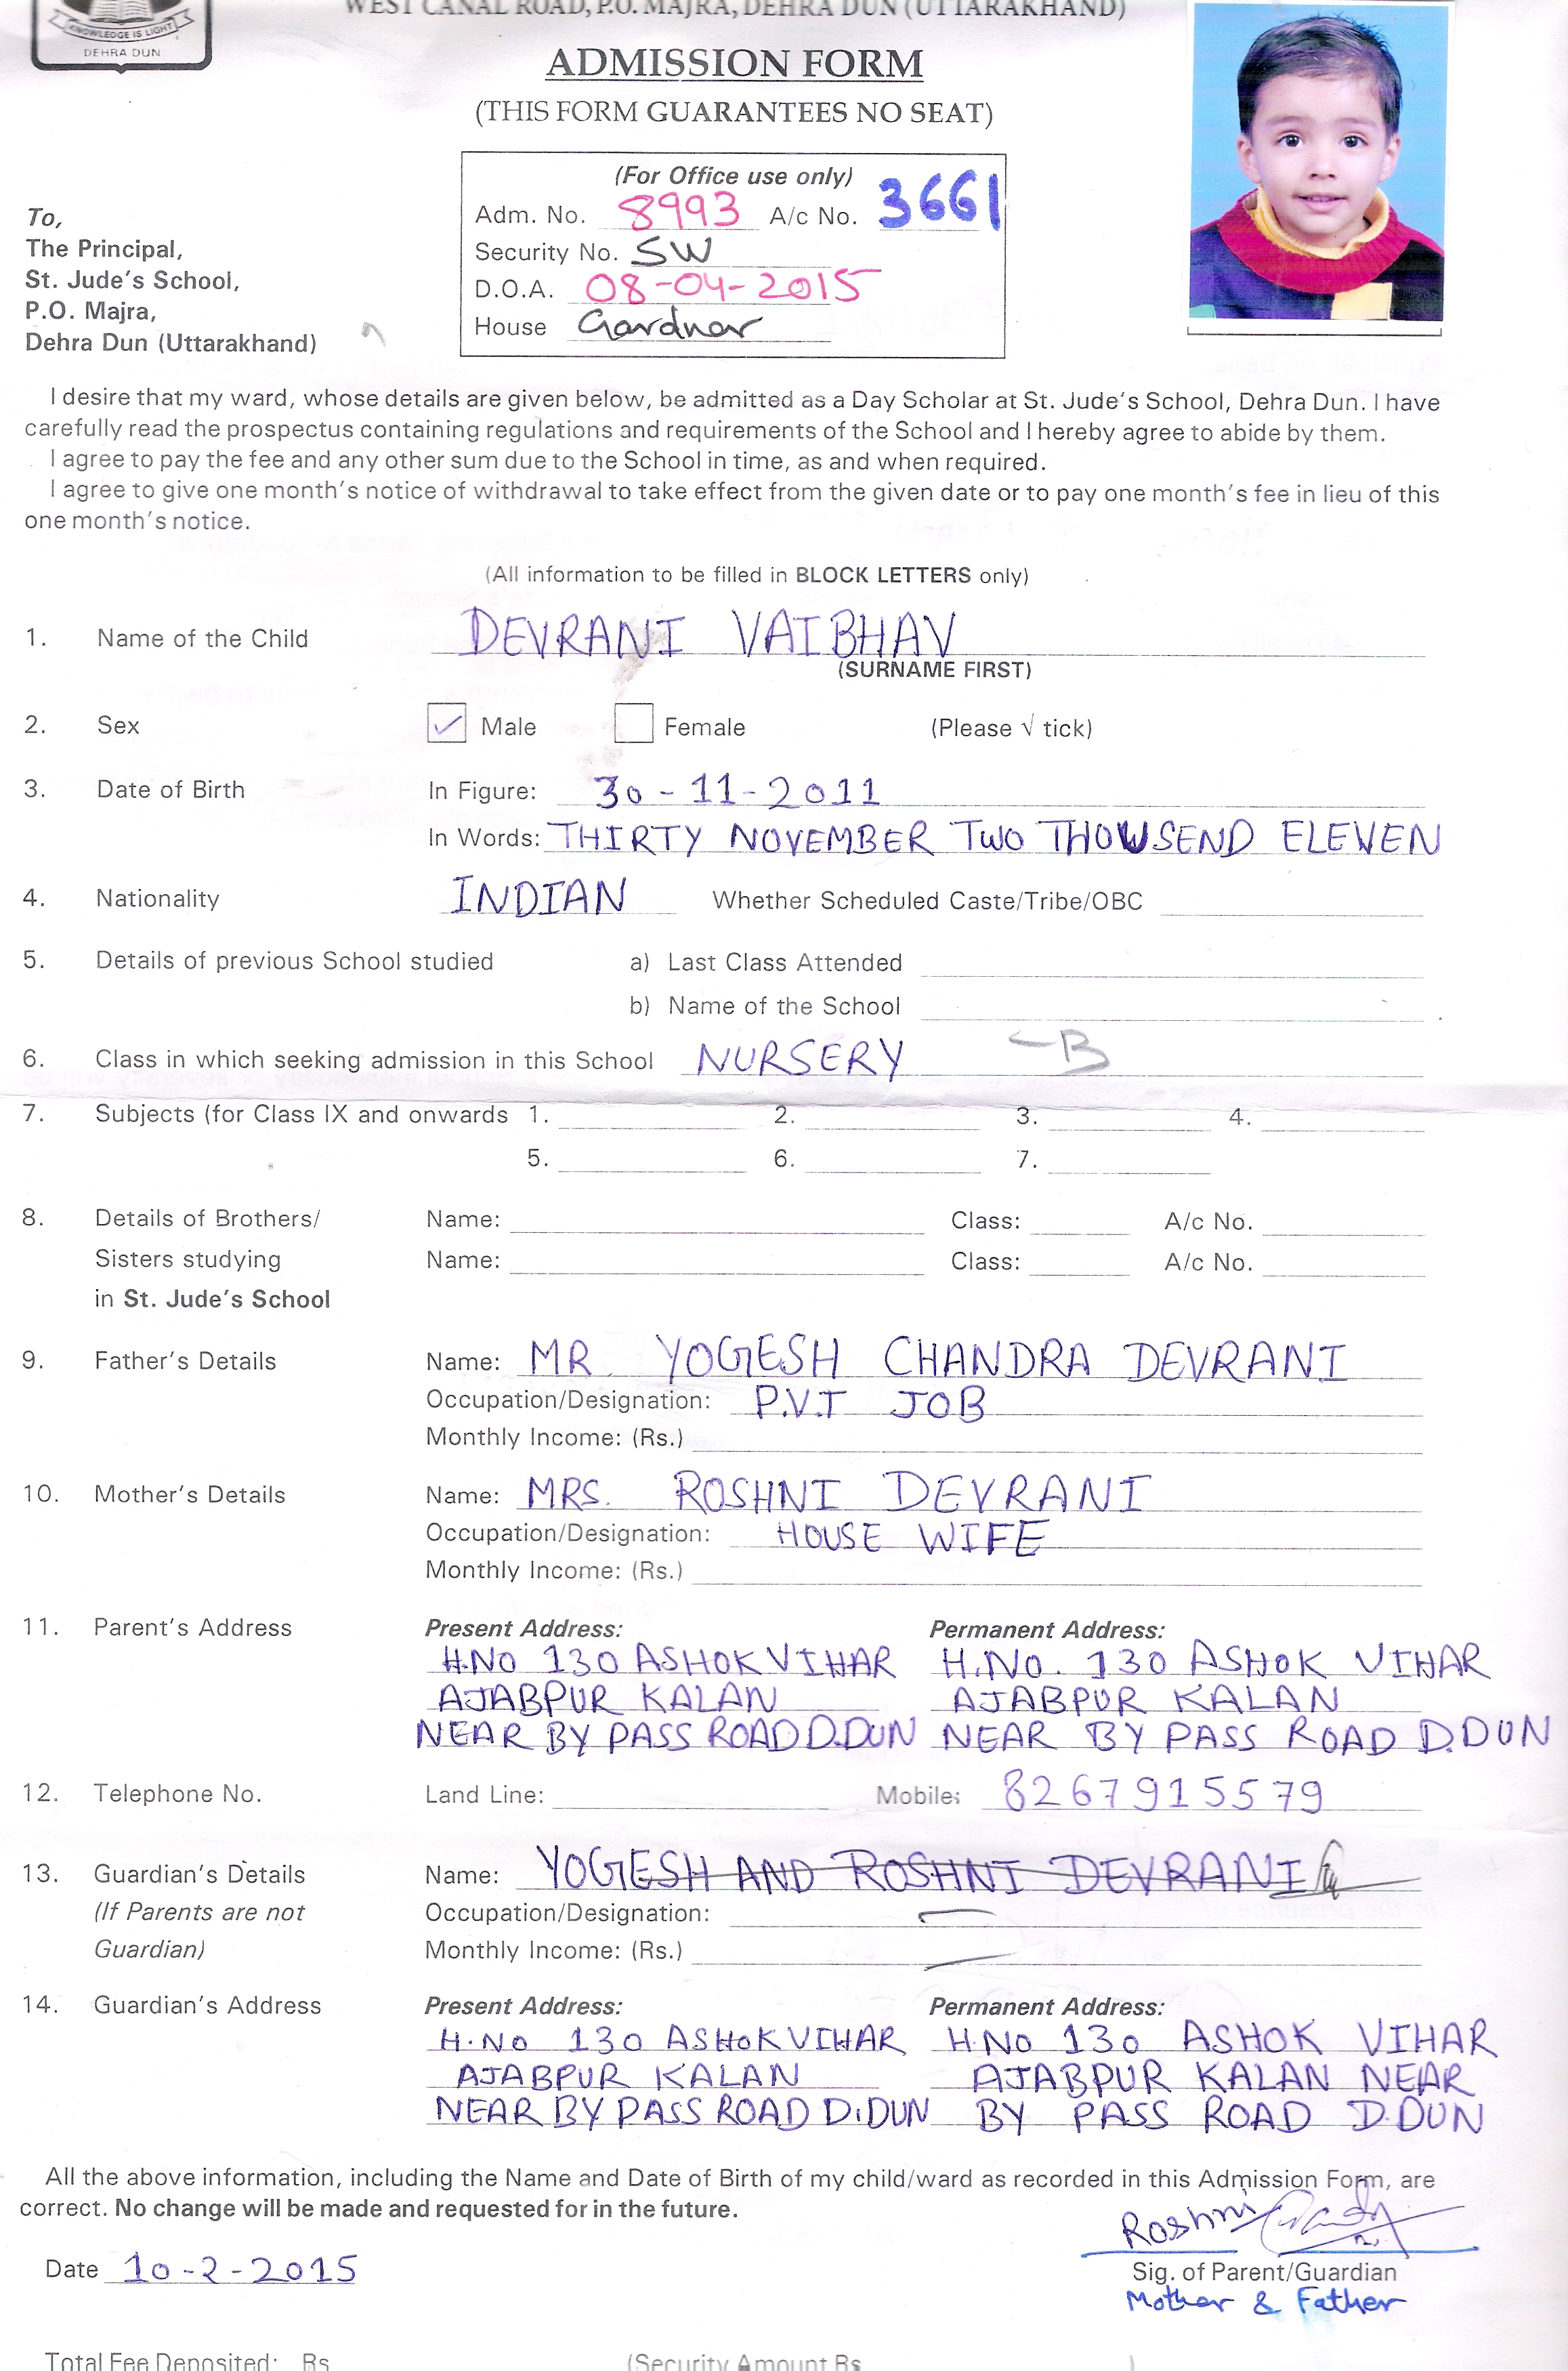 KNOWLEDGE IS LIGHT
DEHRA DUN
WEST CANAL ROAD, P.O. MAJRA, DEHRA DUN (UTTARAKHAND)
ADMISSION FORM
(THIS FORM GUARANTEES NO SEAT)
(For Office use only)
Adm. No. 8993 A/c No. 3661
Security No. SW
D.O.A. 08-04-2015
House Gardnar
To,
The Principal,
St. Jude's School,
P.O. Majra,
Dehra Dun (Uttarakhand)
I desire that my ward, whose details are given below, be admitted as a Day Scholar at St. Jude's School, Dehra Dun. I have
carefully read the prospectus containing regulations and requirements of the School and I hereby agree to abide by them.
I agree to pay the fee and any other sum due to the School in time, as and when required.
I agree to give one month's notice of withdrawal to take effect from the given date or to pay one month's fee in lieu of this
one month's notice.
(All information to be filled in BLOCK LETTERS only)
1. Name of the Child DEVRANI VAIBHAV
(SURNAME FIRST)
2. Sex ✓ Male Female (Please √ tick)
3. Date of Birth In Figure: 30-11-2011
In Words: THIRTY NOVEMBER TWO THOWSEND ELEVEN
4. Nationality INDIAN Whether Scheduled Caste/Tribe/OBC
5. Details of previous School studied a) Last Class Attended
b) Name of the School
6. Class in which seeking admission in this School NURSERY -B
7. Subjects (for Class IX and onwards 1. 2. 3. 4.
5. 6. 7.
8. Details of Brothers/ Name: Class: A/c No.
Sisters studying Name: Class: A/c No.
in St. Jude's School
9. Father's Details Name: MR. YOGESH CHANDRA DEVRANI
Occupation/Designation: P.V.T JOB
Monthly Income: (Rs.)
10. Mother's Details Name: MRS. ROSHNI DEVRANI
Occupation/Designation: HOUSE WIFE
Monthly Income: (Rs.)
11. Parent's Address Present Address: Permanent Address:
H.NO 130 ASHOK VIHAR H.NO. 130 ASHOK VIHAR
AJABPUR KALAN AJABPUR KALAN
NEAR BY PASS ROAD D.DUN NEAR BY PASS ROAD D.DUN
12. Telephone No. Land Line: Mobile: 8267915579
13. Guardian's Details Name: YOGESH AND ROSHNI DEVRANI
(If Parents are not Occupation/Designation:
Guardian) Monthly Income: (Rs.)
14. Guardian's Address Present Address: Permanent Address:
H.NO 130 ASHOK VIHAR H.NO 130 ASHOK VIHAR
AJABPUR KALAN AJABPUR KALAN NEAR
NEAR BY PASS ROAD D.DUN BY PASS ROAD D.DUN
All the above information, including the Name and Date of Birth of my child/ward as recorded in this Admission Form, are
correct. No change will be made and requested for in the future.
Roshni
Date 10-2-2015 Sig. of Parent/Guardian
Mother & Father
Total Fee Deposited: Rs (Security Amount Rs )